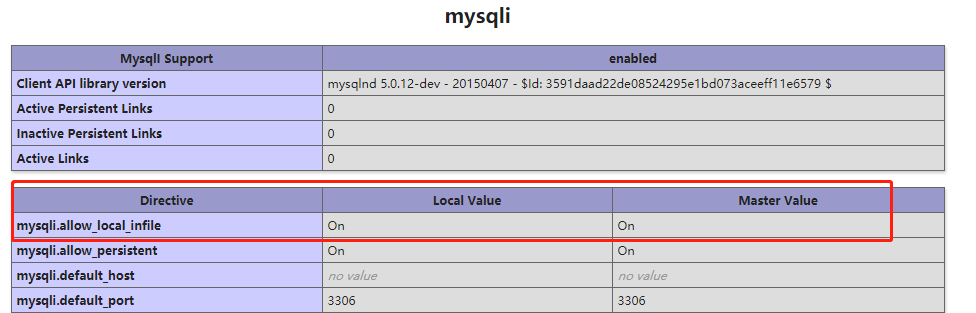 mysqli
MysqlI Support enabled
Client API library version mysqlnd 5.0.12-dev - 20150407 - $Id: 3591daad22de08524295e1bd073aceeff11e6579 $
Active Persistent Links 0
Inactive Persistent Links 0
Active Links 0
Directive Local Value Master Value
mysqli.allow_local_infile On On
mysqli.allow_persistent On On
mysqli.default_host no value no value
mysqli.default_port 3306 3306